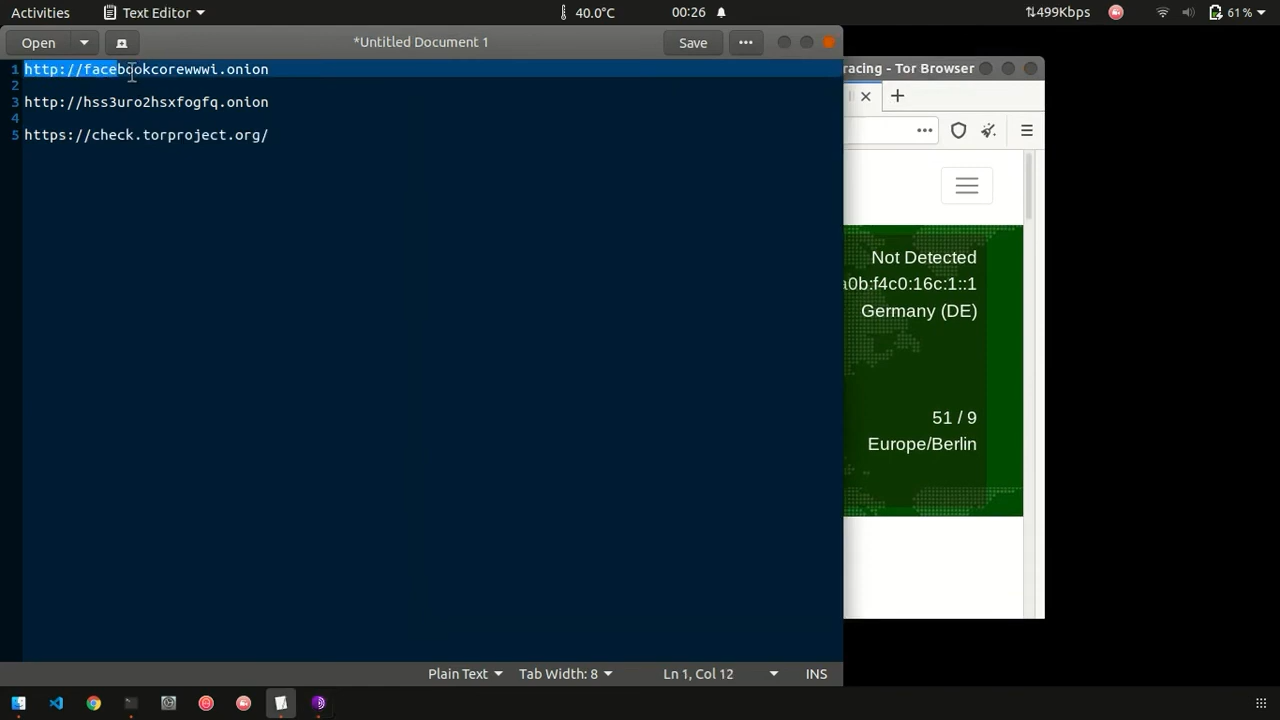 Activities Text Editor 40.0°C 00:26 499Kbps 61 %
Open *Untitled Document 1 Save
1 http://facebookcorewwwi.onion
2
3 http://hss3uro2hsxfogfq.onion
4
5 https://check.torproject.org/
racing - Tor Browser
Not Detected
a0b:f4c0:16c:1::1
Germany (DE)
51 / 9
Europe/Berlin
Plain Text Tab Width: 8 Ln 1, Col 12 INS